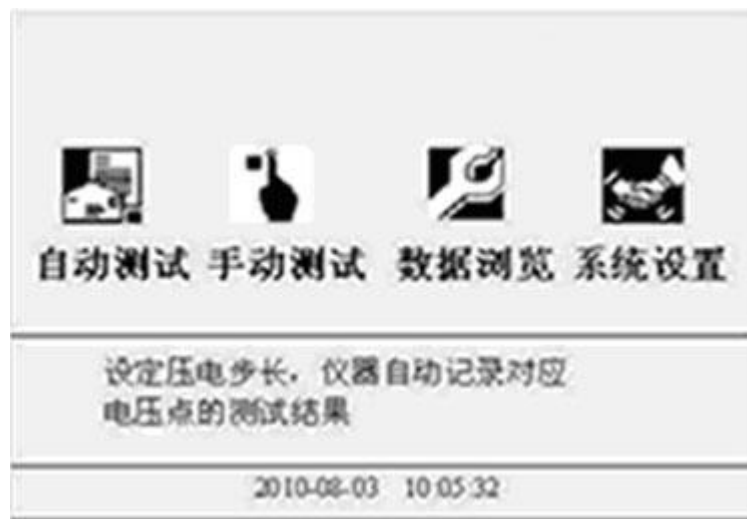 自动测试 手动测试 数据浏览 系统设置
设定压电步长，仪器自动记录对应
电压点的测试结果
2010-08-03 10:05:32